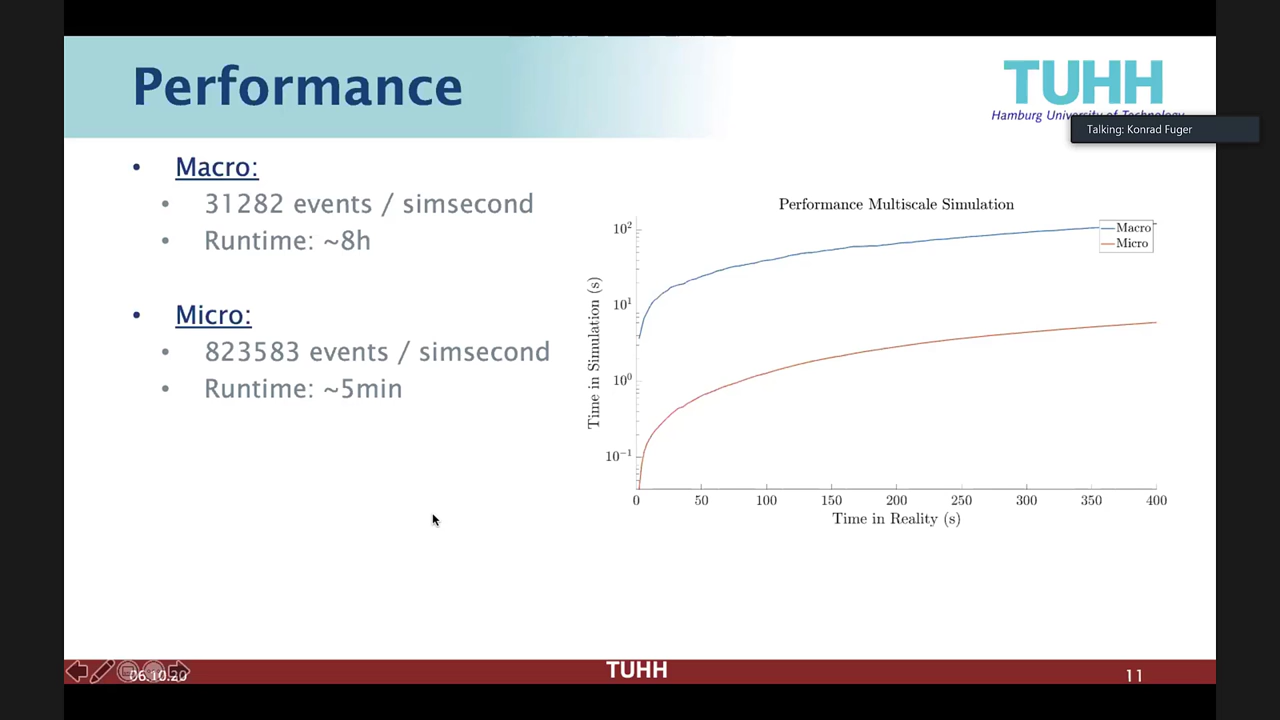 Performance
TUHH
Hamburg University of Technology
Talking: Konrad Fuger
• Macro:
• 31282 events / simsecond
• Runtime: ~8h
• Micro:
• 823583 events / simsecond
• Runtime: ~5min
Performance Multiscale Simulation
Macro
Micro
10²
10¹
10⁰
10⁻¹
Time in Simulation (s)
0 50 100 150 200 250 300 350 400
Time in Reality (s)
06.10.20
TUHH
11